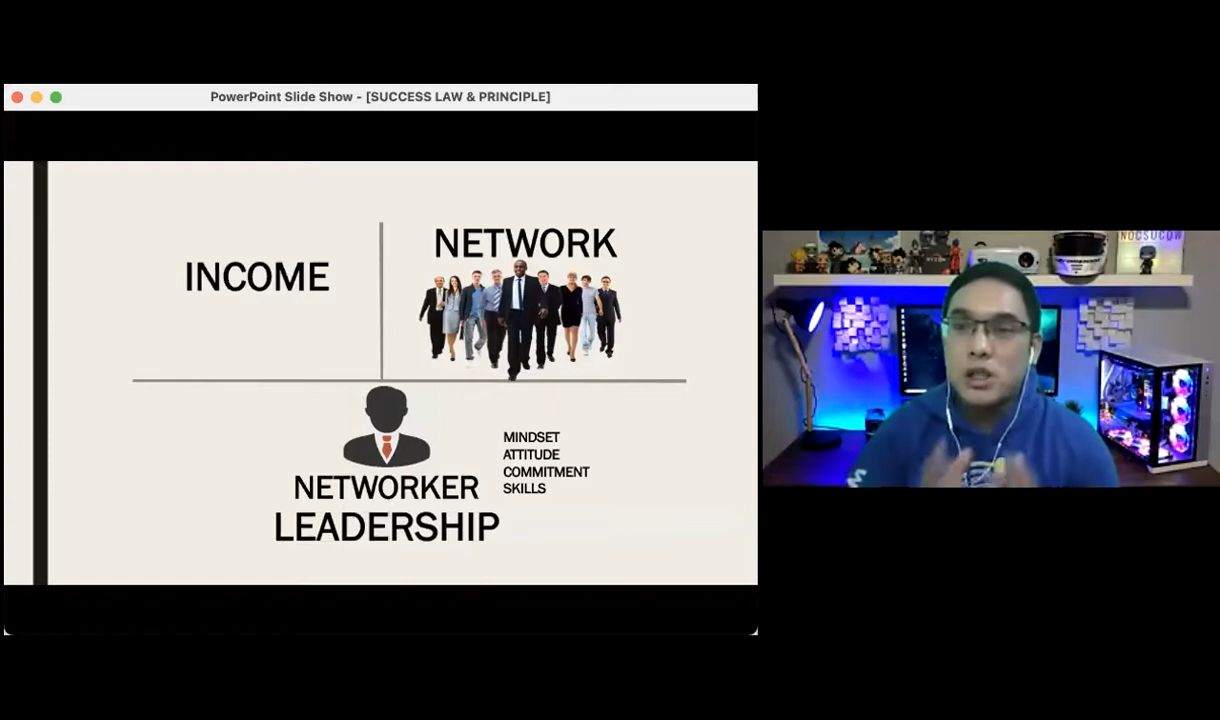 PowerPoint Slide Show - [SUCCESS LAW & PRINCIPLE]
INCOME
NETWORK
MINDSET
ATTITUDE
COMMITMENT
SKILLS
NETWORKER
LEADERSHIP